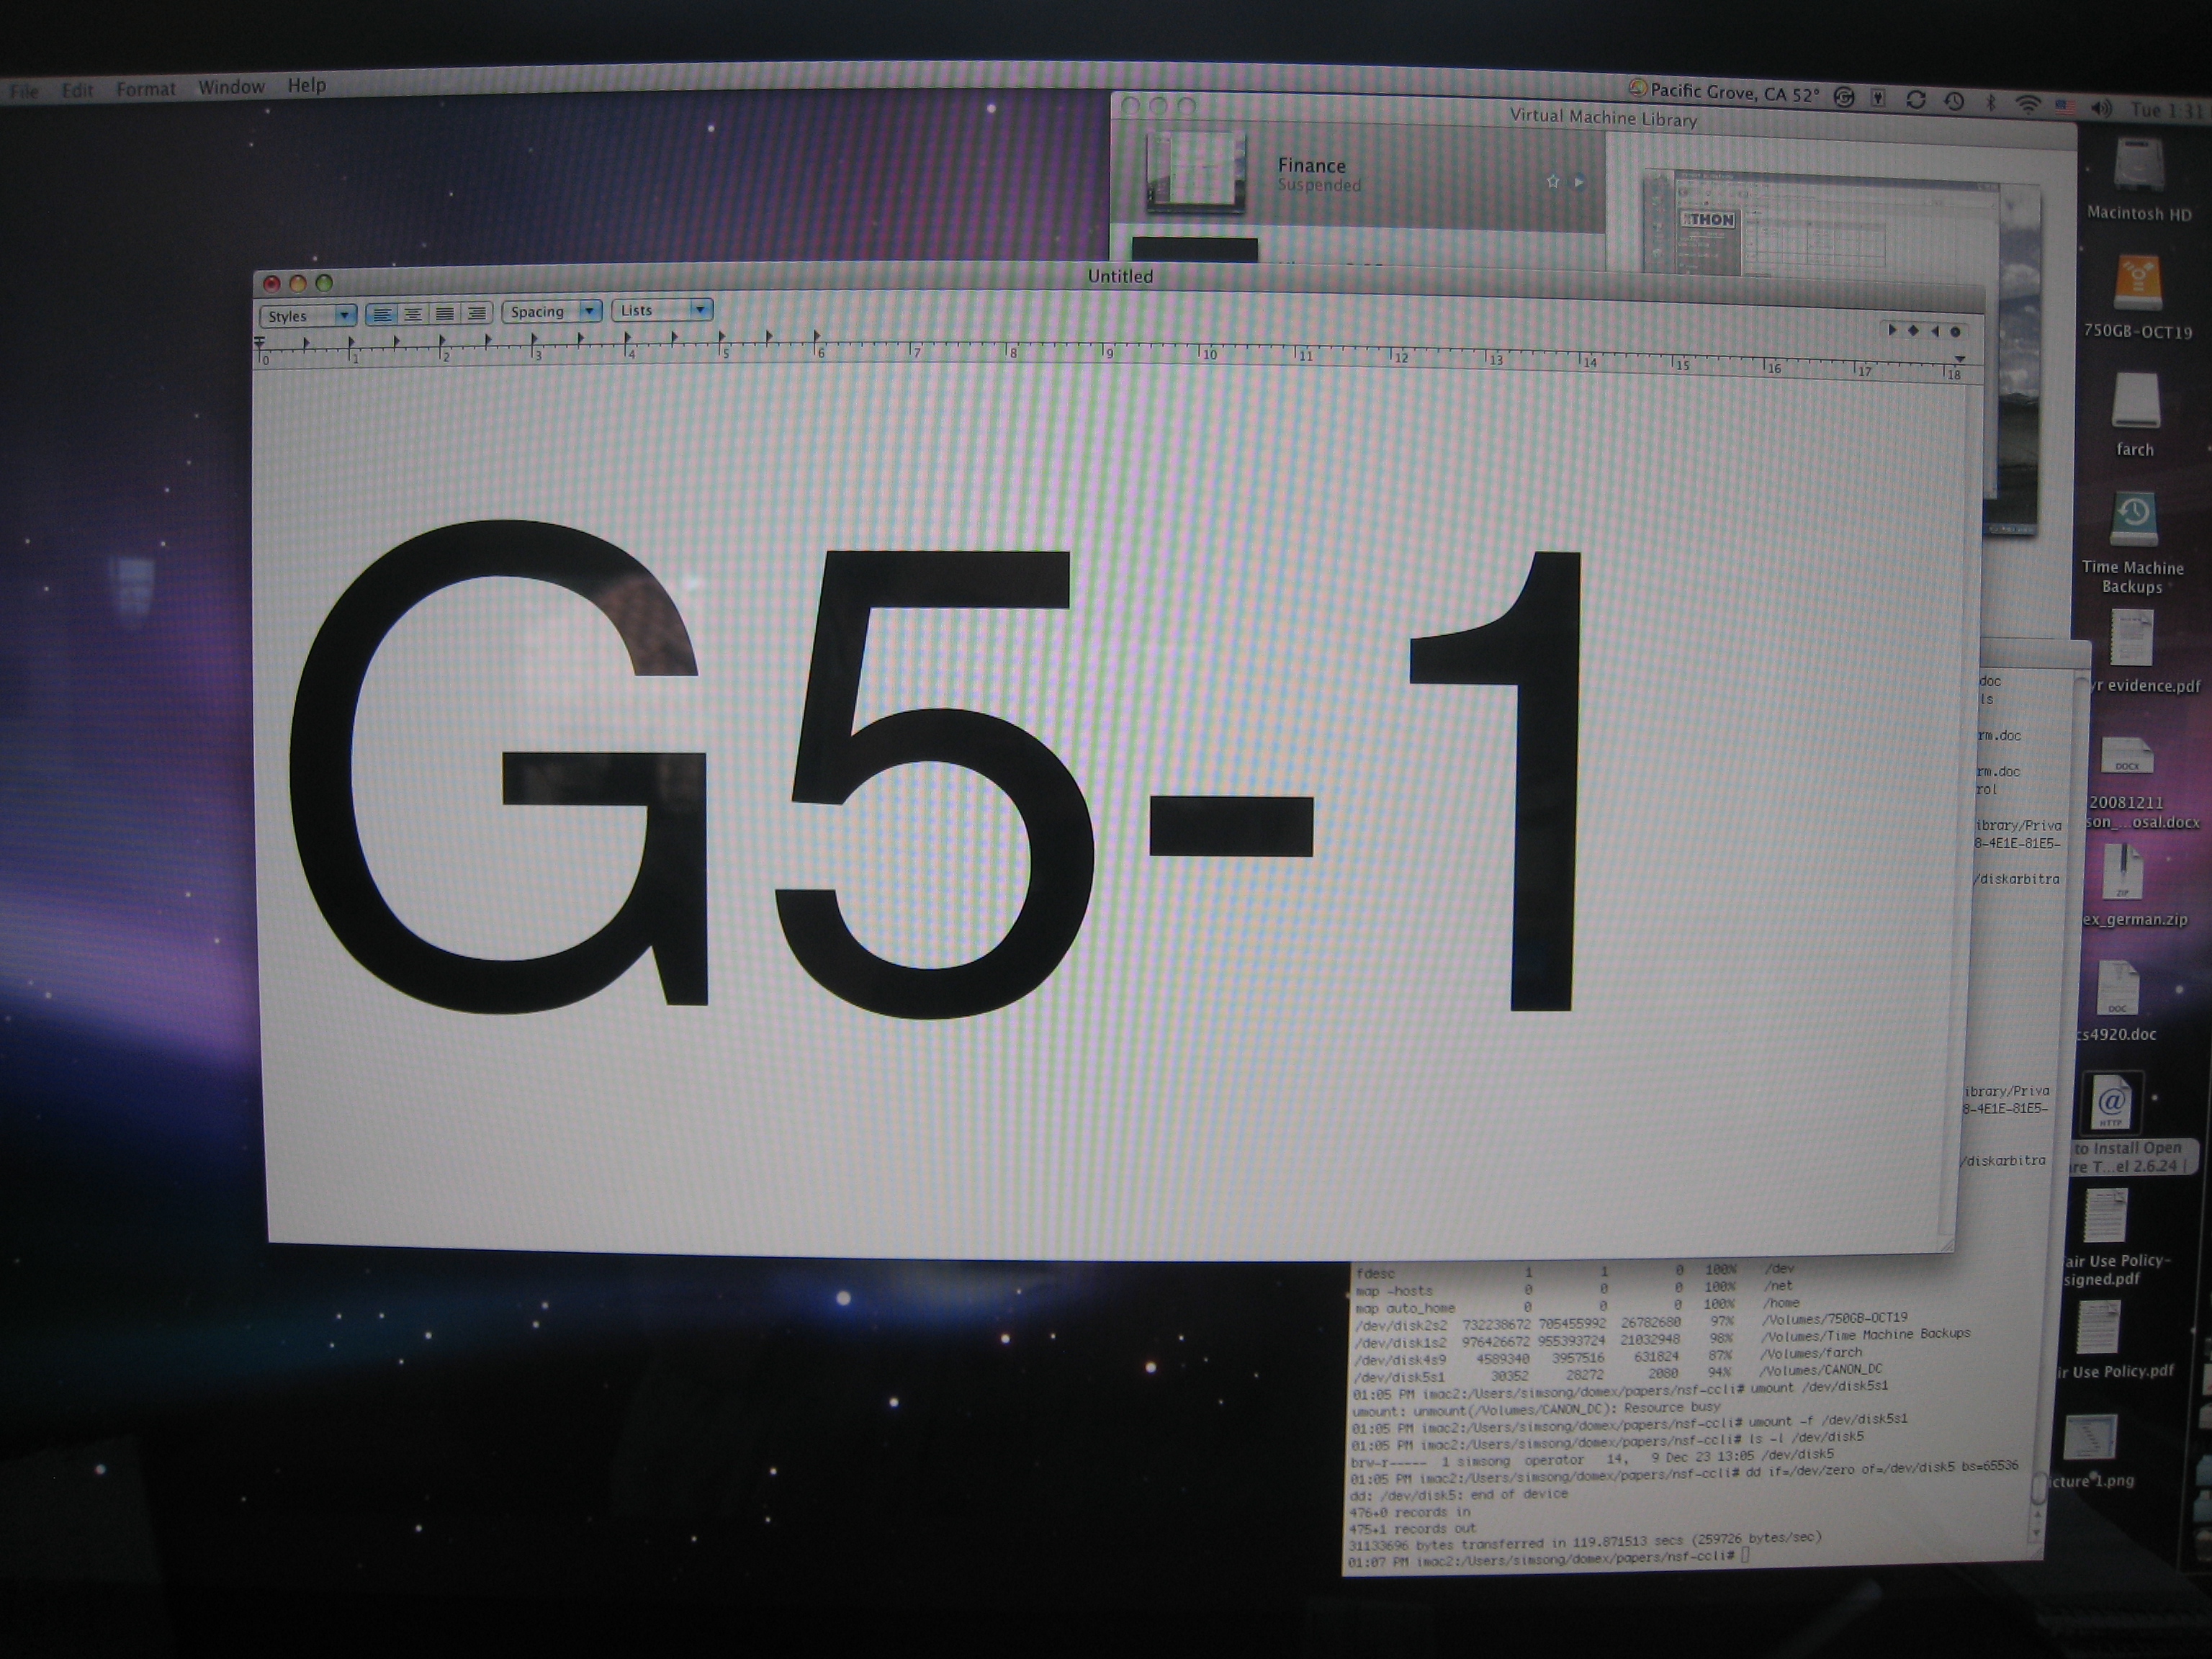 File Edit Format Window Help
Pacific Grove, CA 52°
Tue 1:31
Virtual Machine Library
Finance
Suspended
THON
Untitled
Styles Spacing Lists
0 1 2 3 4 5 6 7 8 9 10 11 12 13 14 15 16 17 18
G5-1
Macintosh HD
750GB-OCT19
farch
Time Machine
Backups
yr evidence.pdf
DOCX
20081211
son_...osal.docx
ZIP
ex_german.zip
DOC
cs4920.doc
HTTP
to Install Open
re T...el 2.6.24 |
air Use Policy-
signed.pdf
ir Use Policy.pdf
cture 1.png
doc
ls
rm.doc
rm.doc
rol
ibrary/Priva
8-4E1E-81E5-
/diskarbitra
ibrary/Priva
8-4E1E-81E5-
/diskarbitra
fdesc 1 1 0 100% /dev
map -hosts 0 0 0 100% /net
map auto_home 0 0 0 100% /home
/dev/disk2s2 732238672 705455992 26782680 97% /Volumes/750GB-OCT19
/dev/disk1s2 976426672 955393724 21032948 98% /Volumes/Time Machine Backups
/dev/disk4s9 4589340 3957516 631824 87% /Volumes/farch
/dev/disk5s1 30352 28272 2080 94% /Volumes/CANON_DC
01:05 PM imac2:/Users/simsong/domex/papers/nsf-ccli# umount /dev/disk5s1
umount: unmount(/Volumes/CANON_DC): Resource busy
01:05 PM imac2:/Users/simsong/domex/papers/nsf-ccli# umount -f /dev/disk5s1
01:05 PM imac2:/Users/simsong/domex/papers/nsf-ccli# ls -l /dev/disk5
brw-r----- 1 simsong operator 14, 9 Dec 23 13:05 /dev/disk5
01:05 PM imac2:/Users/simsong/domex/papers/nsf-ccli# dd if=/dev/zero of=/dev/disk5 bs=65536
dd: /dev/disk5: end of device
476+0 records in
475+1 records out
31133696 bytes transferred in 119.871513 secs (259726 bytes/sec)
01:07 PM imac2:/Users/simsong/domex/papers/nsf-ccli#